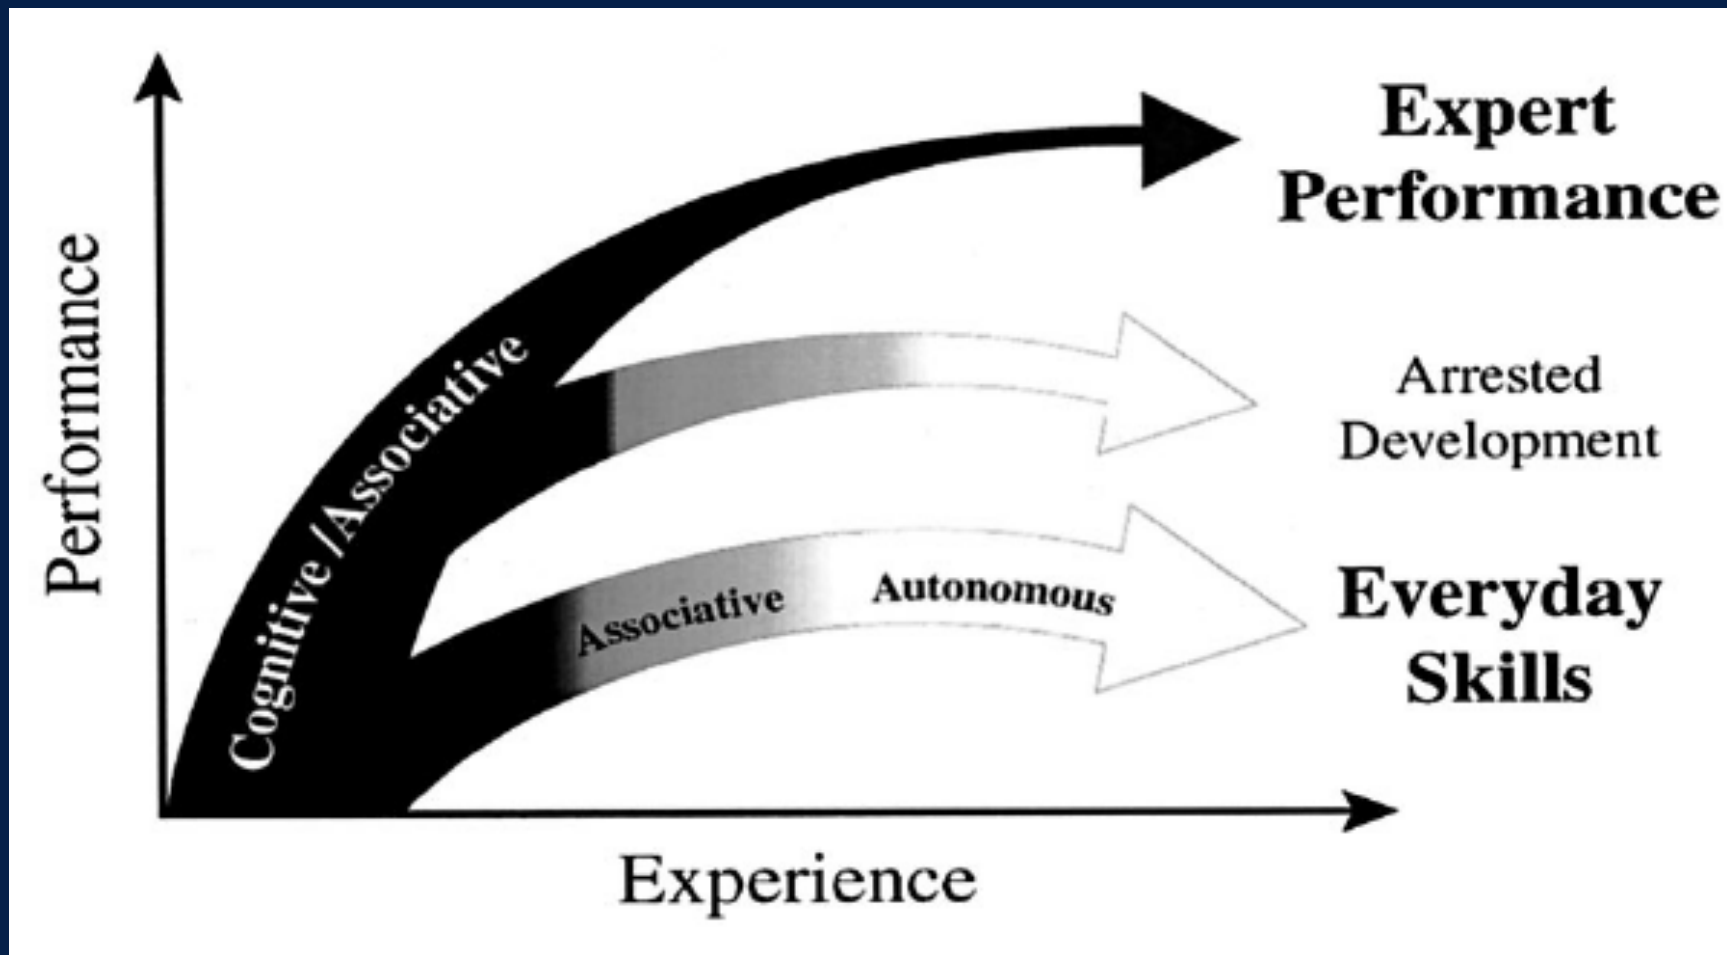 Expert
Performance
Performance
Cognitive /Associative
Arrested
Development
Associative
Autonomous
Everyday
Skills
Experience